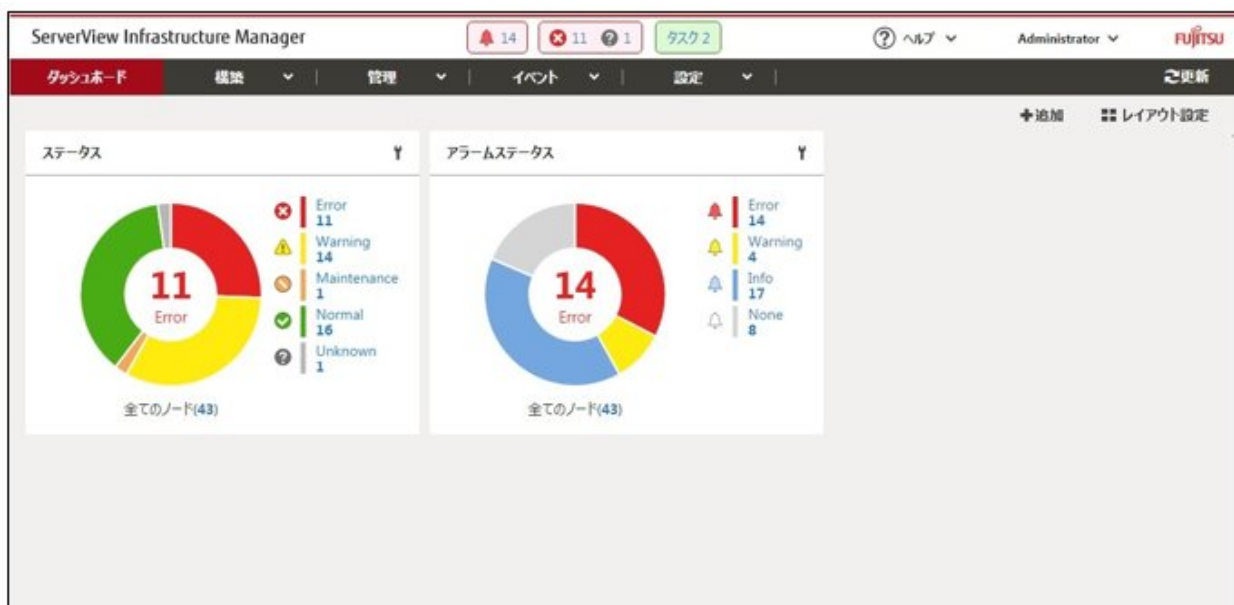 ServerView Infrastructure Manager
14
11
1
タスク 2
ヘルプ
Administrator
FUJITSU
ダッシュボード
構築
管理
イベント
設定
更新
追加
レイアウト設定
ステータス
11
Error
Error
11
Warning
14
Maintenance
1
Normal
16
Unknown
1
全てのノード(43)
アラームステータス
14
Error
Error
14
Warning
4
Info
17
None
8
全てのノード(43)